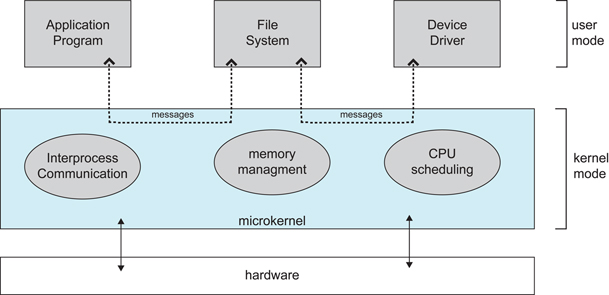 Application
Program
File
System
Device
Driver
user
mode
messages
messages
Interprocess
Communication
memory
managment
CPU
scheduling
kernel
mode
microkernel
hardware